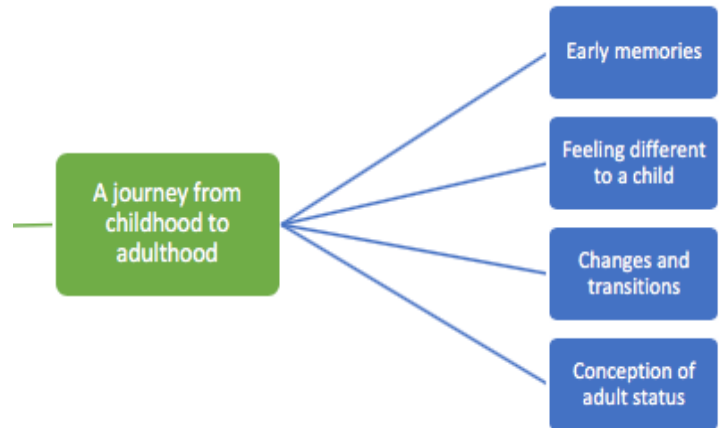 A journey from
childhood to
adulthood
Early memories
Feeling different
to a child
Changes and
transitions
Conception of
adult status